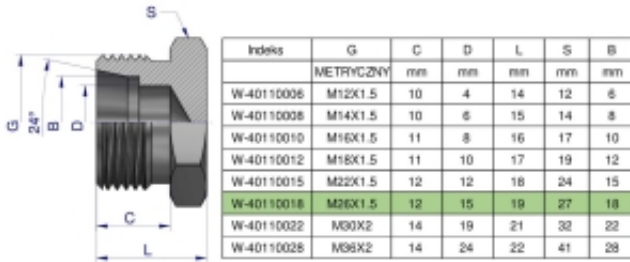 S
G
24°
B
D
C
L
Indeks G C D L S B
METRYCZNY mm mm mm mm mm
W-40110006 M12X1.5 10 4 14 12 6
W-40110008 M14X1.5 10 6 15 14 8
W-40110010 M16X1.5 11 8 16 17 10
W-40110012 M18X1.5 11 10 17 19 12
W-40110015 M22X1.5 12 12 18 24 15
W-40110018 M26X1.5 12 15 19 27 18
W-40110022 M30X2 14 19 21 32 22
W-40110028 M36X2 14 24 22 41 28